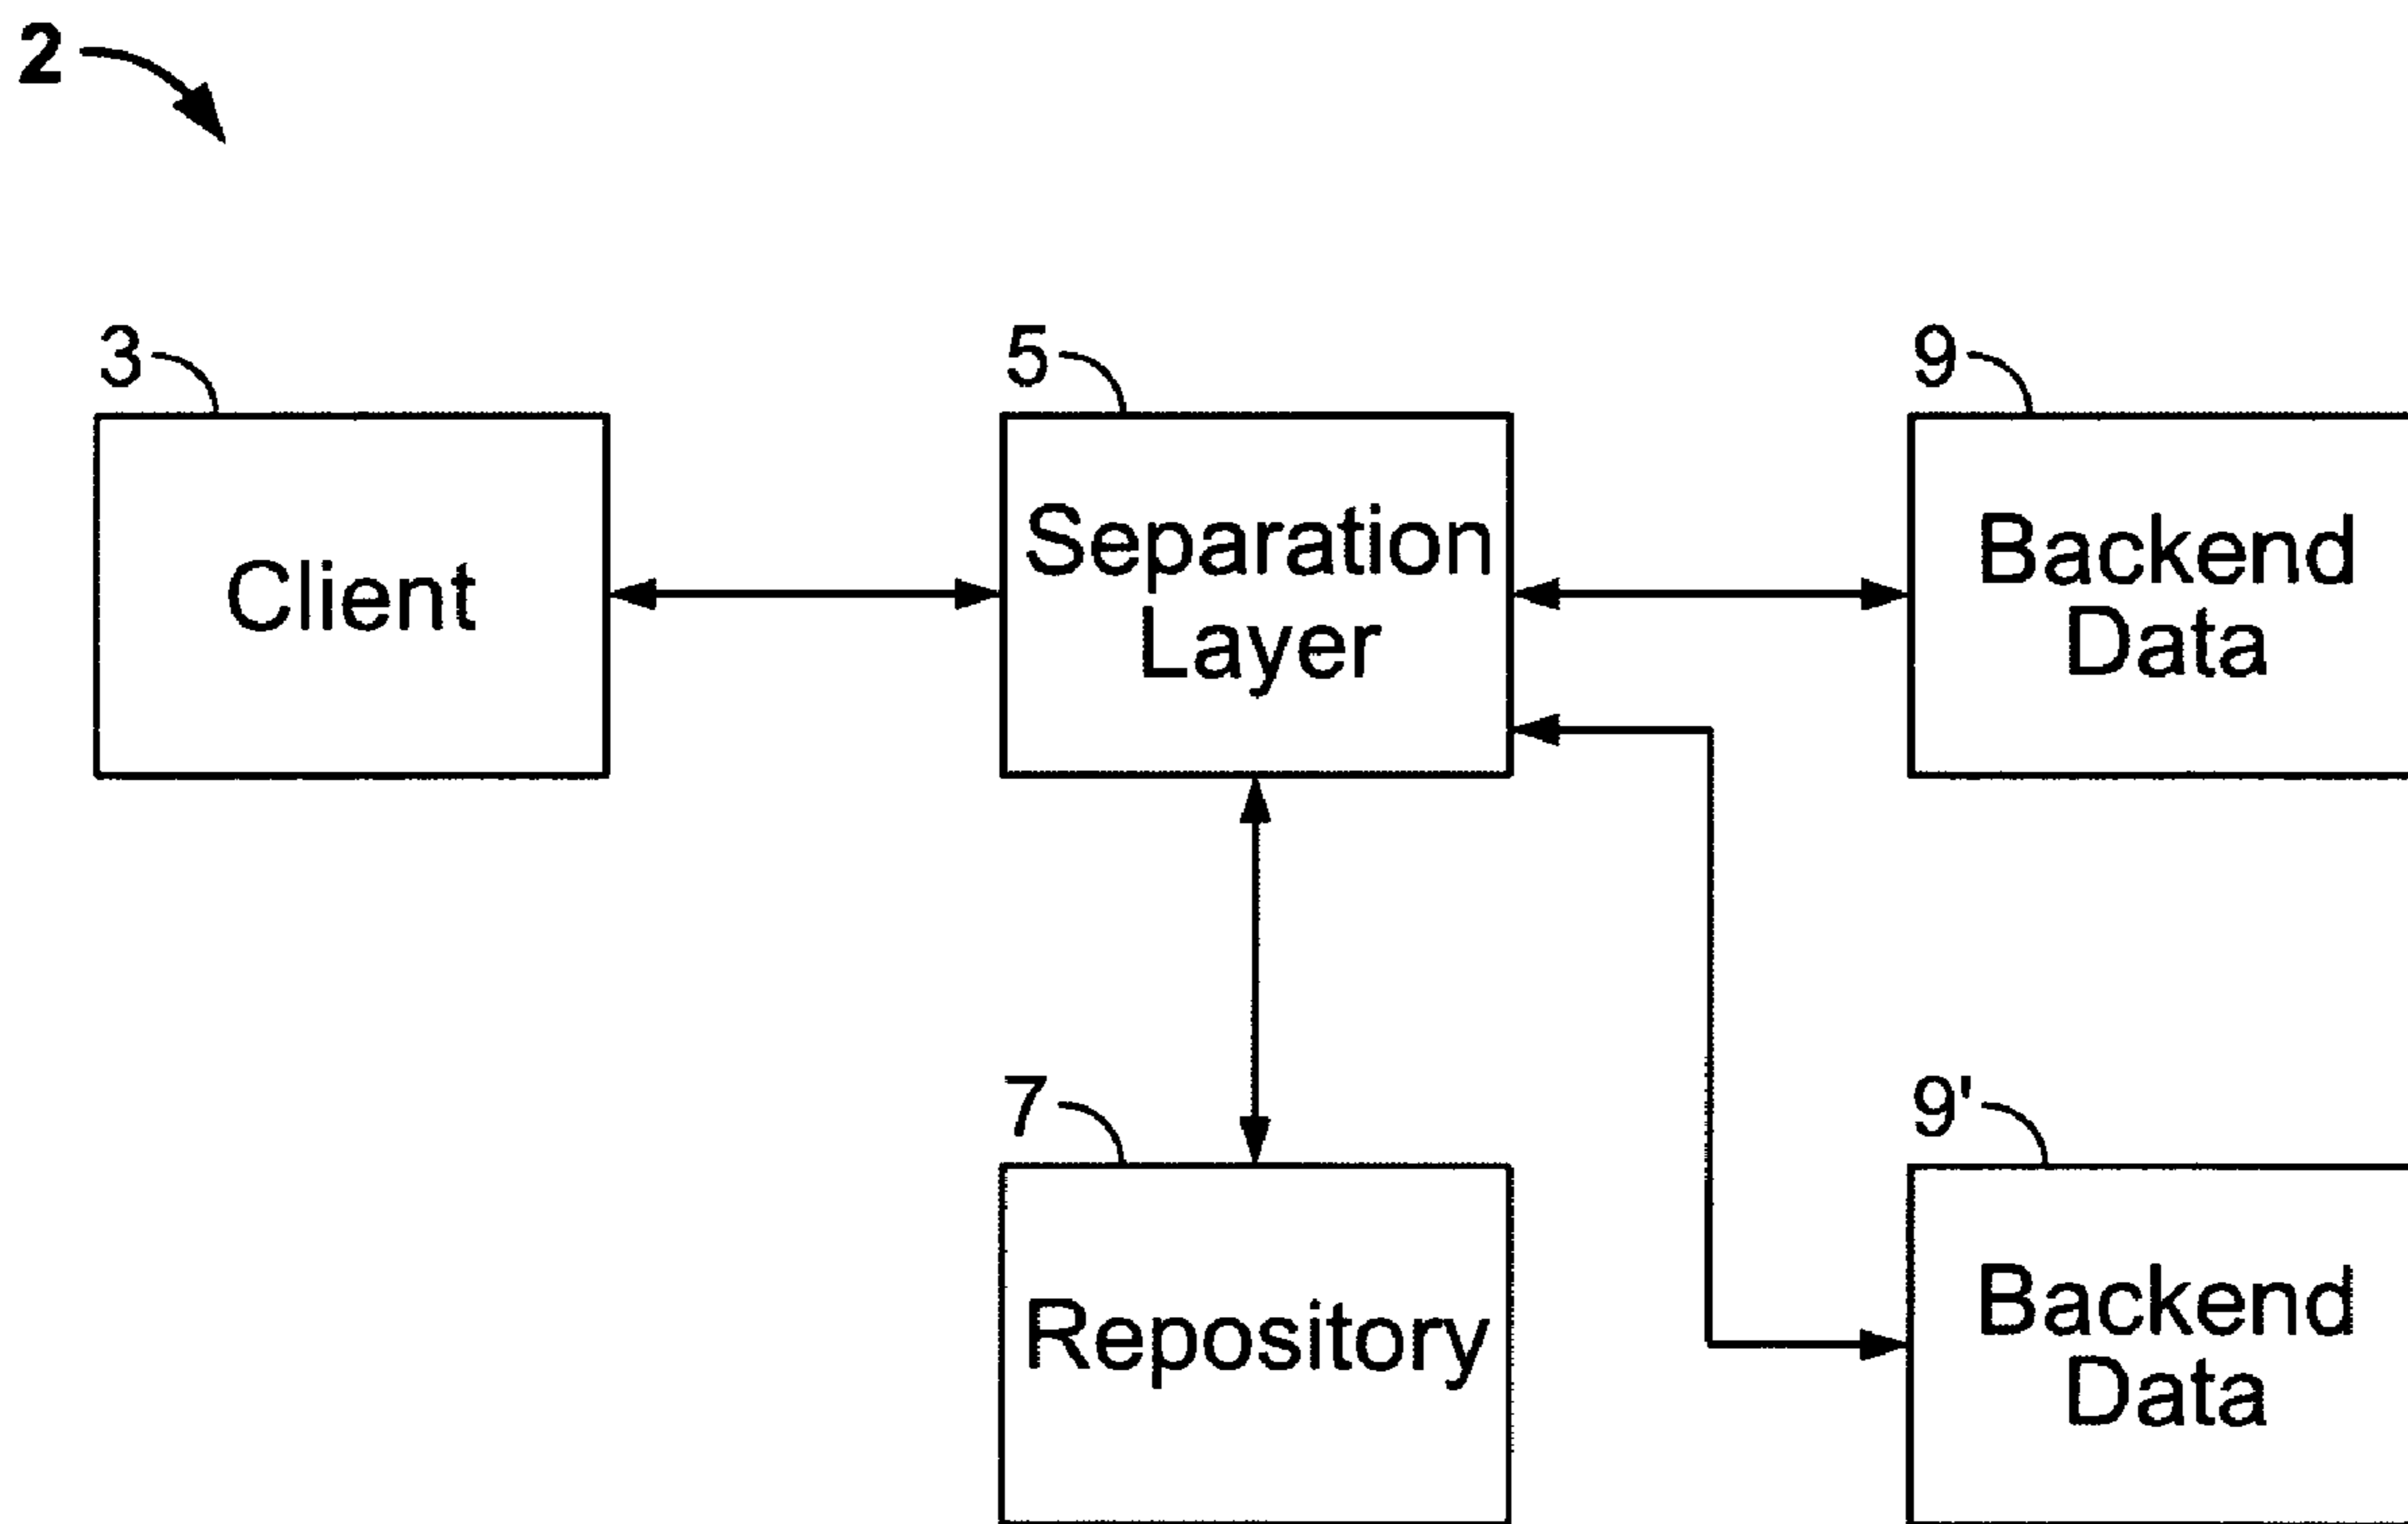 2
3
Client
5
Separation
Layer
9
Backend
Data
7
Repository
9'
Backend
Data